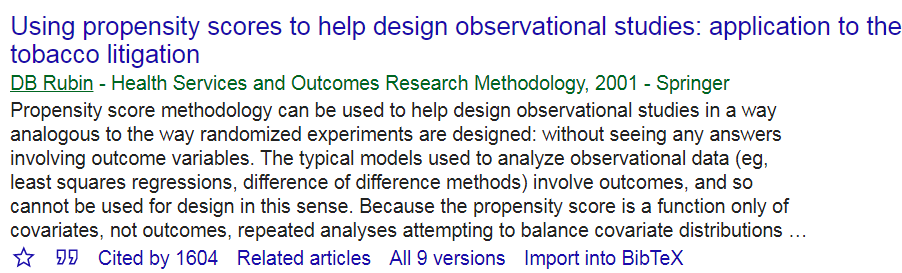 Using propensity scores to help design observational studies: application to the
tobacco litigation
DB Rubin - Health Services and Outcomes Research Methodology, 2001 - Springer
Propensity score methodology can be used to help design observational studies in a way
analogous to the way randomized experiments are designed: without seeing any answers
involving outcome variables. The typical models used to analyze observational data (eg,
least squares regressions, difference of difference methods) involve outcomes, and so
cannot be used for design in this sense. Because the propensity score is a function only of
covariates, not outcomes, repeated analyses attempting to balance covariate distributions …
Cited by 1604 Related articles All 9 versions Import into BibTeX